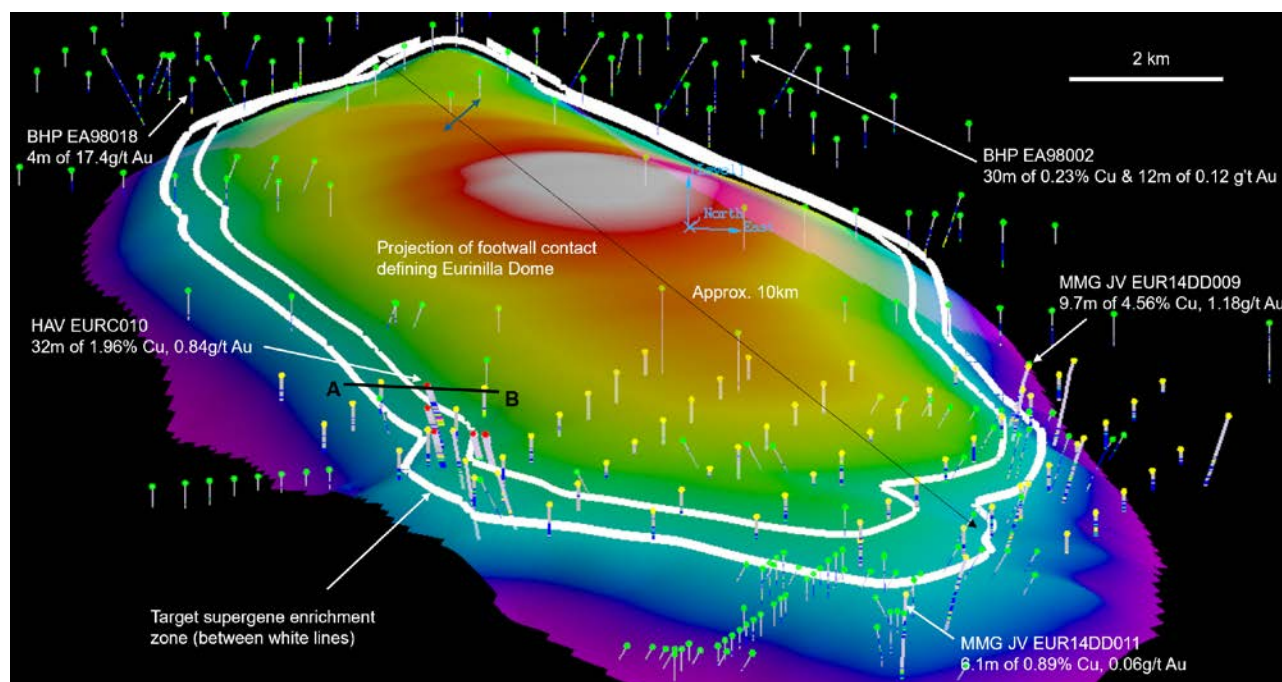 2 km
BHP EA98018
4m of 17.4g/t Au
BHP EA98002
30m of 0.23% Cu & 12m of 0.12 g't Au
North
East
Projection of footwall contact
defining Eurinilla Dome
Approx. 10km
MMG JV EUR14DD009
9.7m of 4.56% Cu, 1.18g/t Au
HAV EURC010
32m of 1.96% Cu, 0.84g/t Au
A
B
Target supergene enrichment
zone (between white lines)
MMG JV EUR14DD011
6.1m of 0.89% Cu, 0.06g/t Au